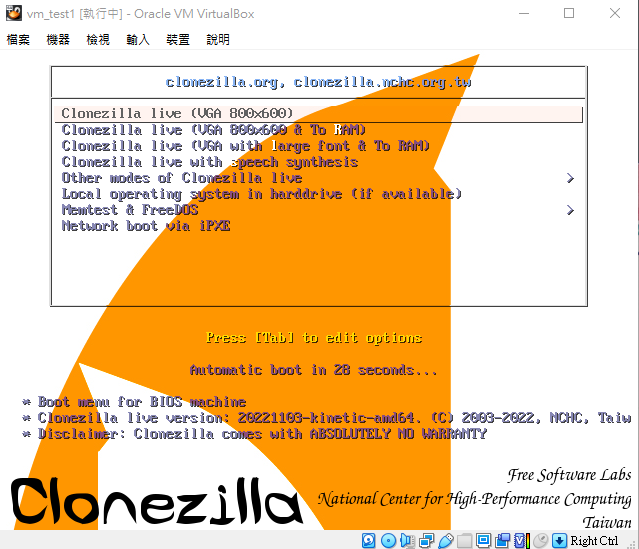 vm_test1 [執行中] - Oracle VM VirtualBox
檔案 機器 檢視 輸入 裝置 說明
clonezilla.org, clonezilla.nchc.org.tw
Clonezilla live (VGA 800x600)
Clonezilla live (VGA 800x600 & To RAM)
Clonezilla live (VGA with large font & To RAM)
Clonezilla live with speech synthesis
Other modes of Clonezilla live >
Local operating system in harddrive (if available)
Memtest & FreeDOS >
Network boot via iPXE
Press [Tab] to edit options
Automatic boot in 28 seconds...
* Boot menu for BIOS machine
* Clonezilla live version: 20221103-kinetic-amd64. (C) 2003-2022, NCHC, Taiw
* Disclaimer: Clonezilla comes with ABSOLUTELY NO WARRANTY
Free Software Labs
Clonezilla National Center for High-Performance Computing
Taiwan
Right Ctrl